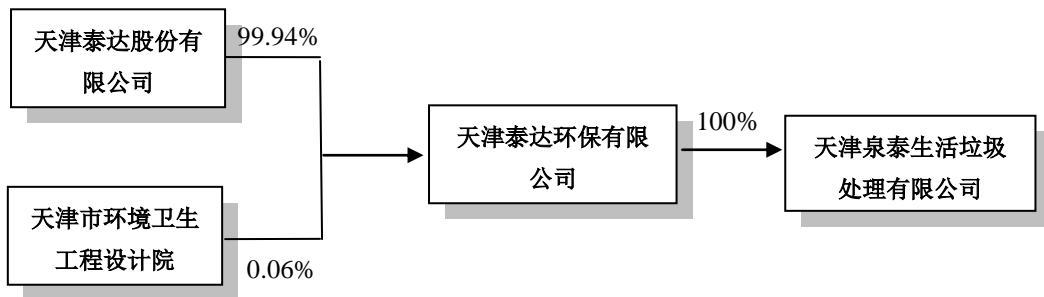 天津泰达股份有
限公司
99.94%
天津市环境卫生
工程设计院
0.06%
天津泰达环保有限
公司
100%
天津泉泰生活垃圾
处理有限公司